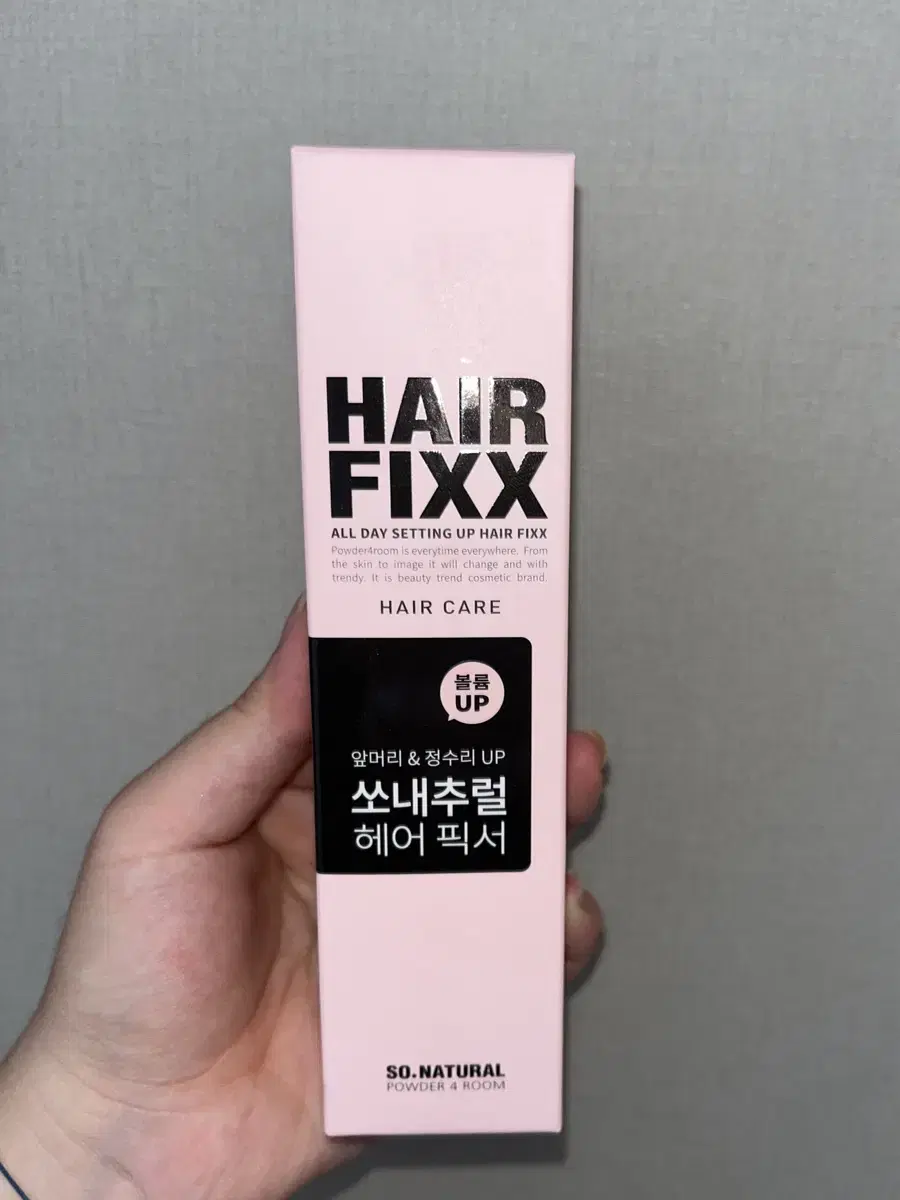 HAIR
FIXX
ALL DAY SETTING UP HAIR FIXX
Powder4room is everytime everywhere. From
the skin to image it will change and with
trendy. It is beauty trend cosmetic brand.
HAIR CARE
볼륨
UP
앞머리 & 정수리 UP
쏘내추럴
헤어 픽서
SO.NATURAL
POWDER 4 ROOM